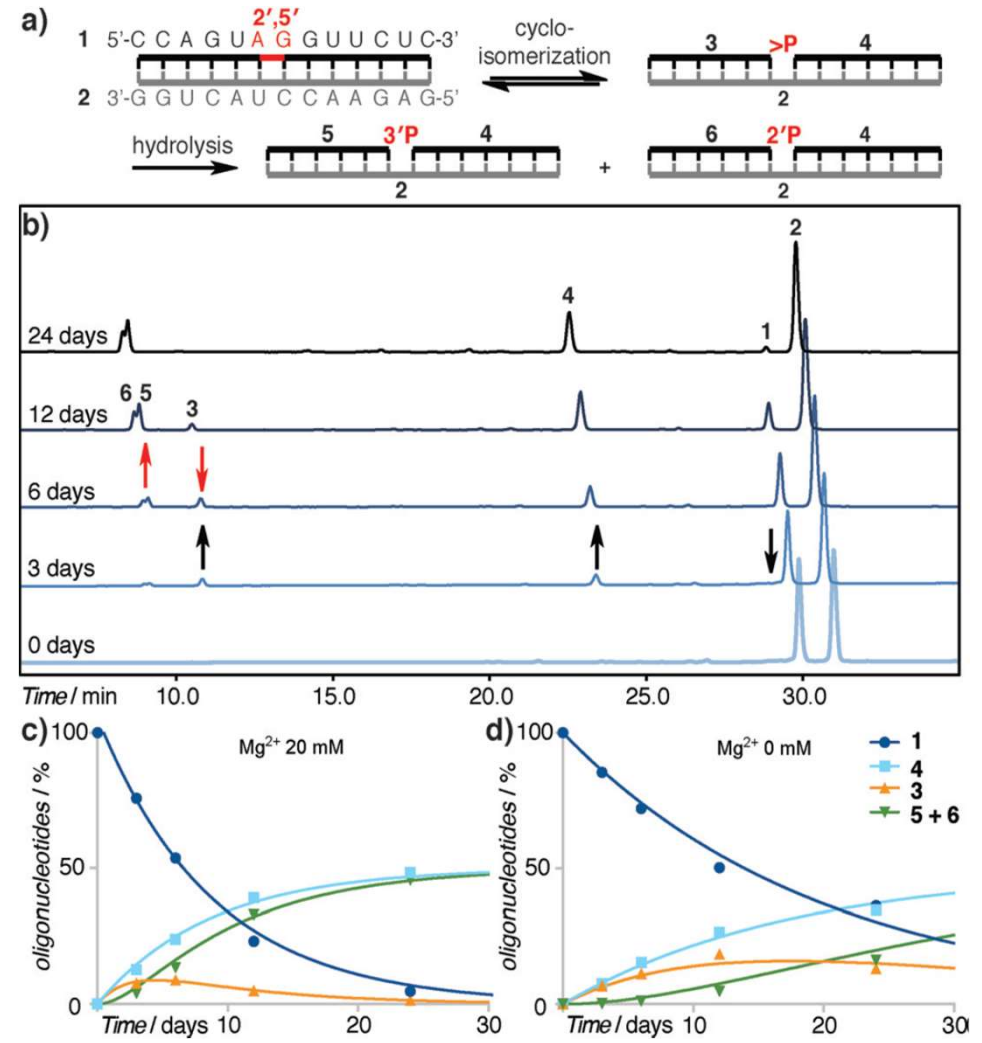 a)
2′,5′
1 5′-C C A G U A G G U U C U C-3′
2 3′-G G U C A U C C A A G A G-5′
cyclo-
isomerization
3 >P 4
2
hydrolysis
5 3′P 4
2
+
6 2′P 4
2
b)
2
4
1
24 days
6 5
3
12 days
6 days
3 days
0 days
Time / min 10.0 15.0 20.0 25.0 30.0
c)
100
50
0
oligonucleotides / %
Mg2+ 20 mM
Time / days 10 20 30
d)
100
50
0
oligonucleotides / %
Mg2+ 0 mM
1
4
3
5 + 6
Time / days 10 20 30